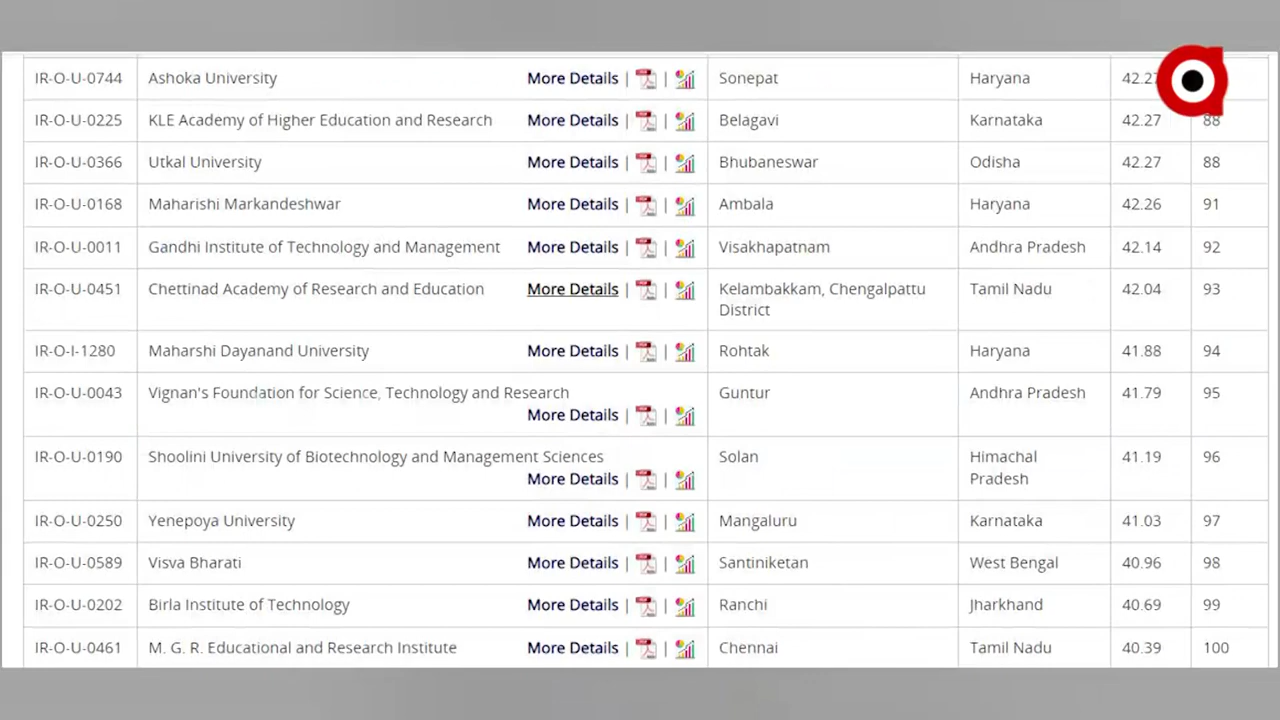 IR-O-U-0744 Ashoka University More Details | | Sonepat Haryana 42.27
IR-O-U-0225 KLE Academy of Higher Education and Research More Details | | Belagavi Karnataka 42.27 88
IR-O-U-0366 Utkal University More Details | | Bhubaneswar Odisha 42.27 88
IR-O-U-0168 Maharishi Markandeshwar More Details | | Ambala Haryana 42.26 91
IR-O-U-0011 Gandhi Institute of Technology and Management More Details | | Visakhapatnam Andhra Pradesh 42.14 92
IR-O-U-0451 Chettinad Academy of Research and Education More Details | | Kelambakkam, Chengalpattu Tamil Nadu 42.04 93
District
IR-O-I-1280 Maharshi Dayanand University More Details | | Rohtak Haryana 41.88 94
IR-O-U-0043 Vignan's Foundation for Science, Technology and Research Guntur Andhra Pradesh 41.79 95
More Details | |
IR-O-U-0190 Shoolini University of Biotechnology and Management Sciences Solan Himachal 41.19 96
More Details | | Pradesh
IR-O-U-0250 Yenepoya University More Details | | Mangaluru Karnataka 41.03 97
IR-O-U-0589 Visva Bharati More Details | | Santiniketan West Bengal 40.96 98
IR-O-U-0202 Birla Institute of Technology More Details | | Ranchi Jharkhand 40.69 99
IR-O-U-0461 M. G. R. Educational and Research Institute More Details | | Chennai Tamil Nadu 40.39 100